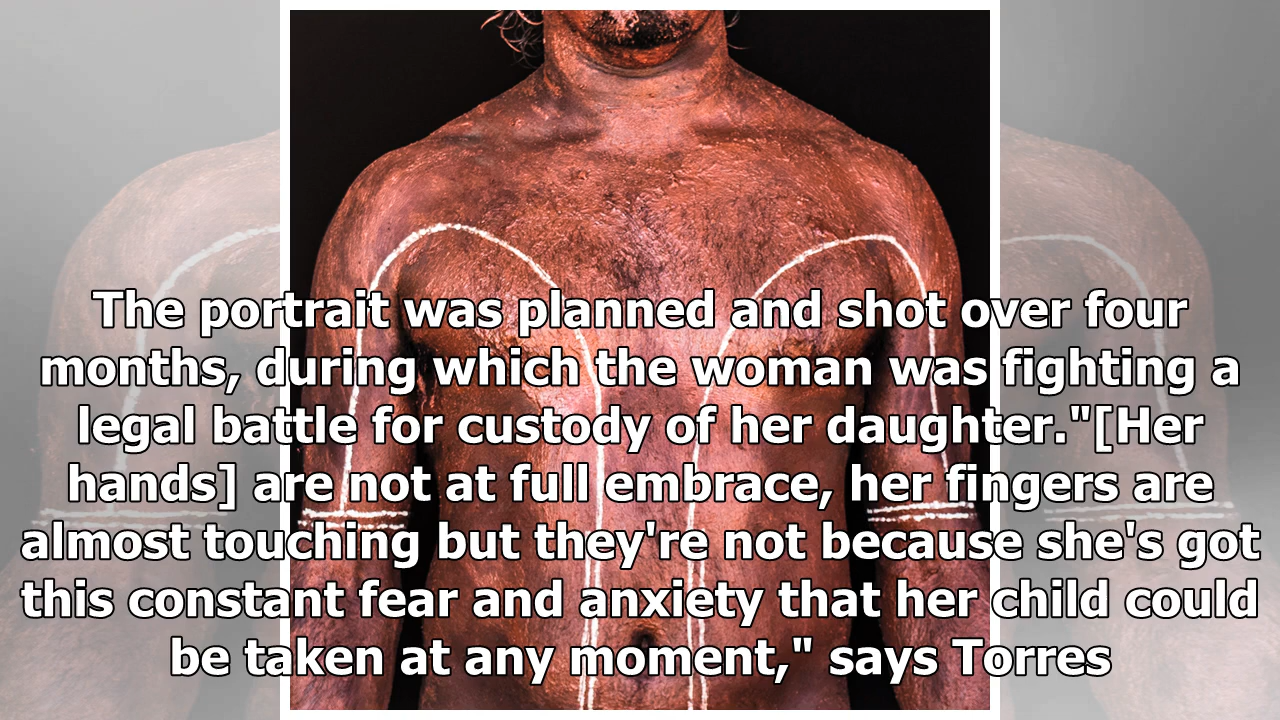 The portrait was planned and shot over four
months, during which the woman was fighting a
legal battle for custody of her daughter."[Her
hands] are not at full embrace, her fingers are
almost touching but they're not because she's got
this constant fear and anxiety that her child could
be taken at any moment," says Torres